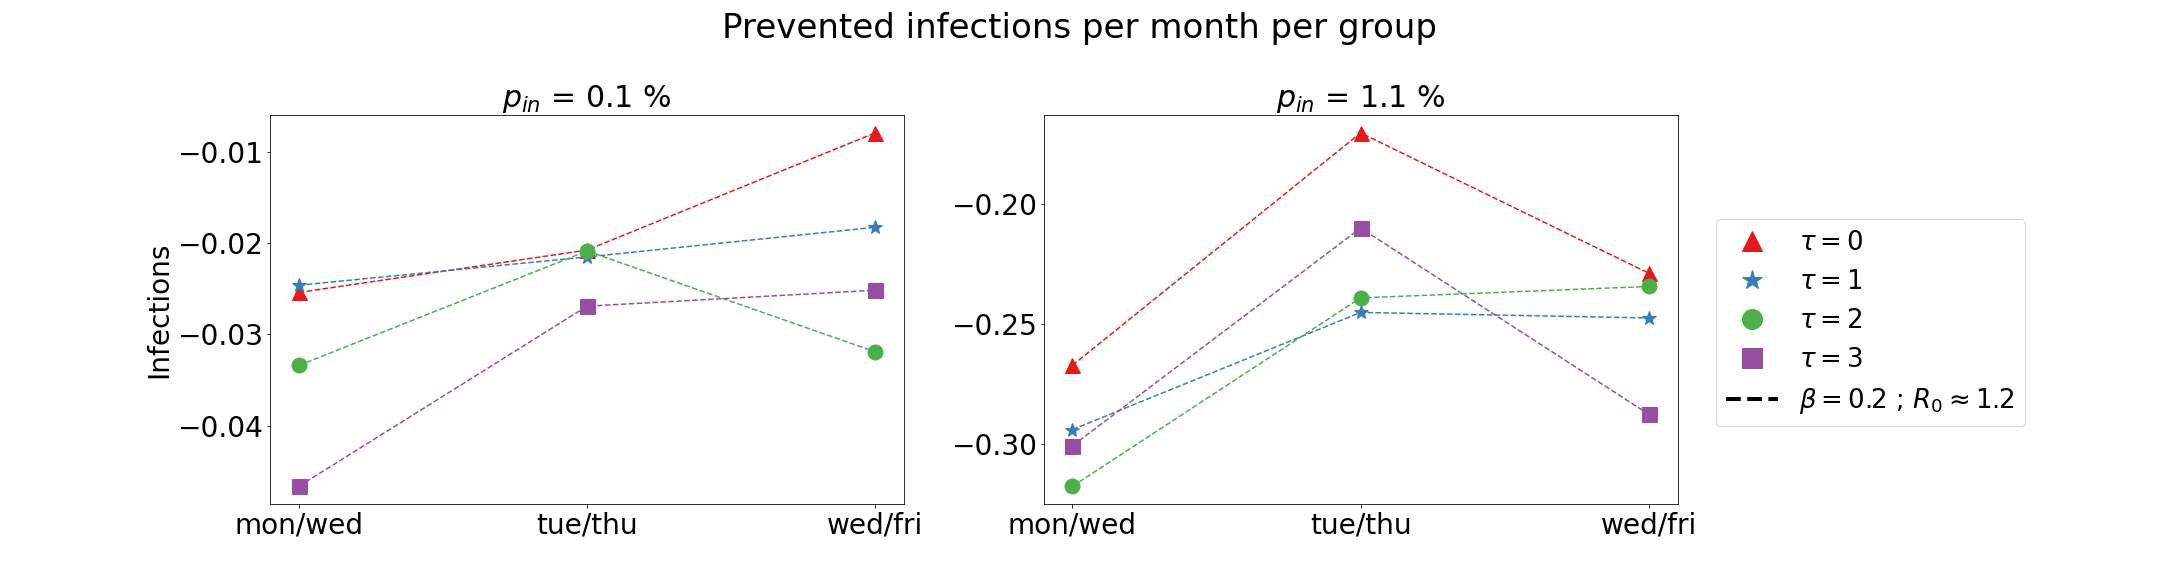 Prevented infections per month per group
p_in = 0.1 %
p_in = 1.1 %
Infections
−0.01
−0.02
−0.03
−0.04
mon/wed
tue/thu
wed/fri
−0.20
−0.25
−0.30
mon/wed
tue/thu
wed/fri
τ = 0
τ = 1
τ = 2
τ = 3
β = 0.2 ; R₀ ≈ 1.2